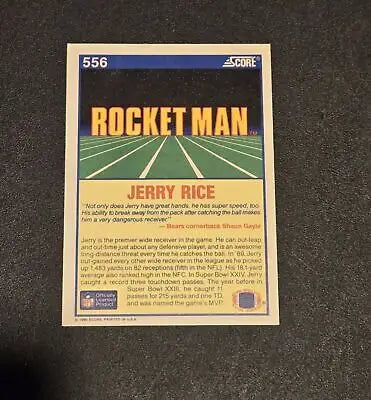 556
SCORE®
ROCKET MAN™
JERRY RICE
"Not only does Jerry have great hands, he has super speed, too.
His ability to break away from the pack after catching the ball makes
him a very dangerous receiver."
— Bears cornerback Shaun Gayle
Jerry is the premier wide receiver in the game. He can out-leap
and out-time just about every defensive player, and is an awesome
long-distance threat every time he catches the ball. In '89, Jerry
out-gained every other wide receiver in the league as he picked
up 1,483 yards on 82 receptions (fifth in the NFL). His 18.1-yard
average also ranked high in the NFC. In Super Bowl XXIV, Jerry
caught a record three touchdown passes. The year before in
Super Bowl XXIII, he caught 11
passes for 215 yards and one TD,
and was named the game's MVP.
Officially
Licensed
Product
© 1990 SCORE, PRINTED IN U.S.A.